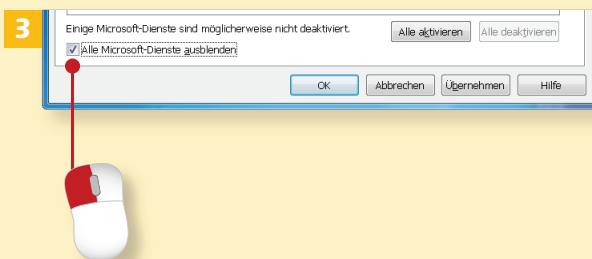 3
Einige Microsoft-Dienste sind möglicherweise nicht deaktiviert.
Alle aktivieren
Alle deaktivieren
Alle Microsoft-Dienste ausblenden
OK
Abbrechen
Übernehmen
Hilfe